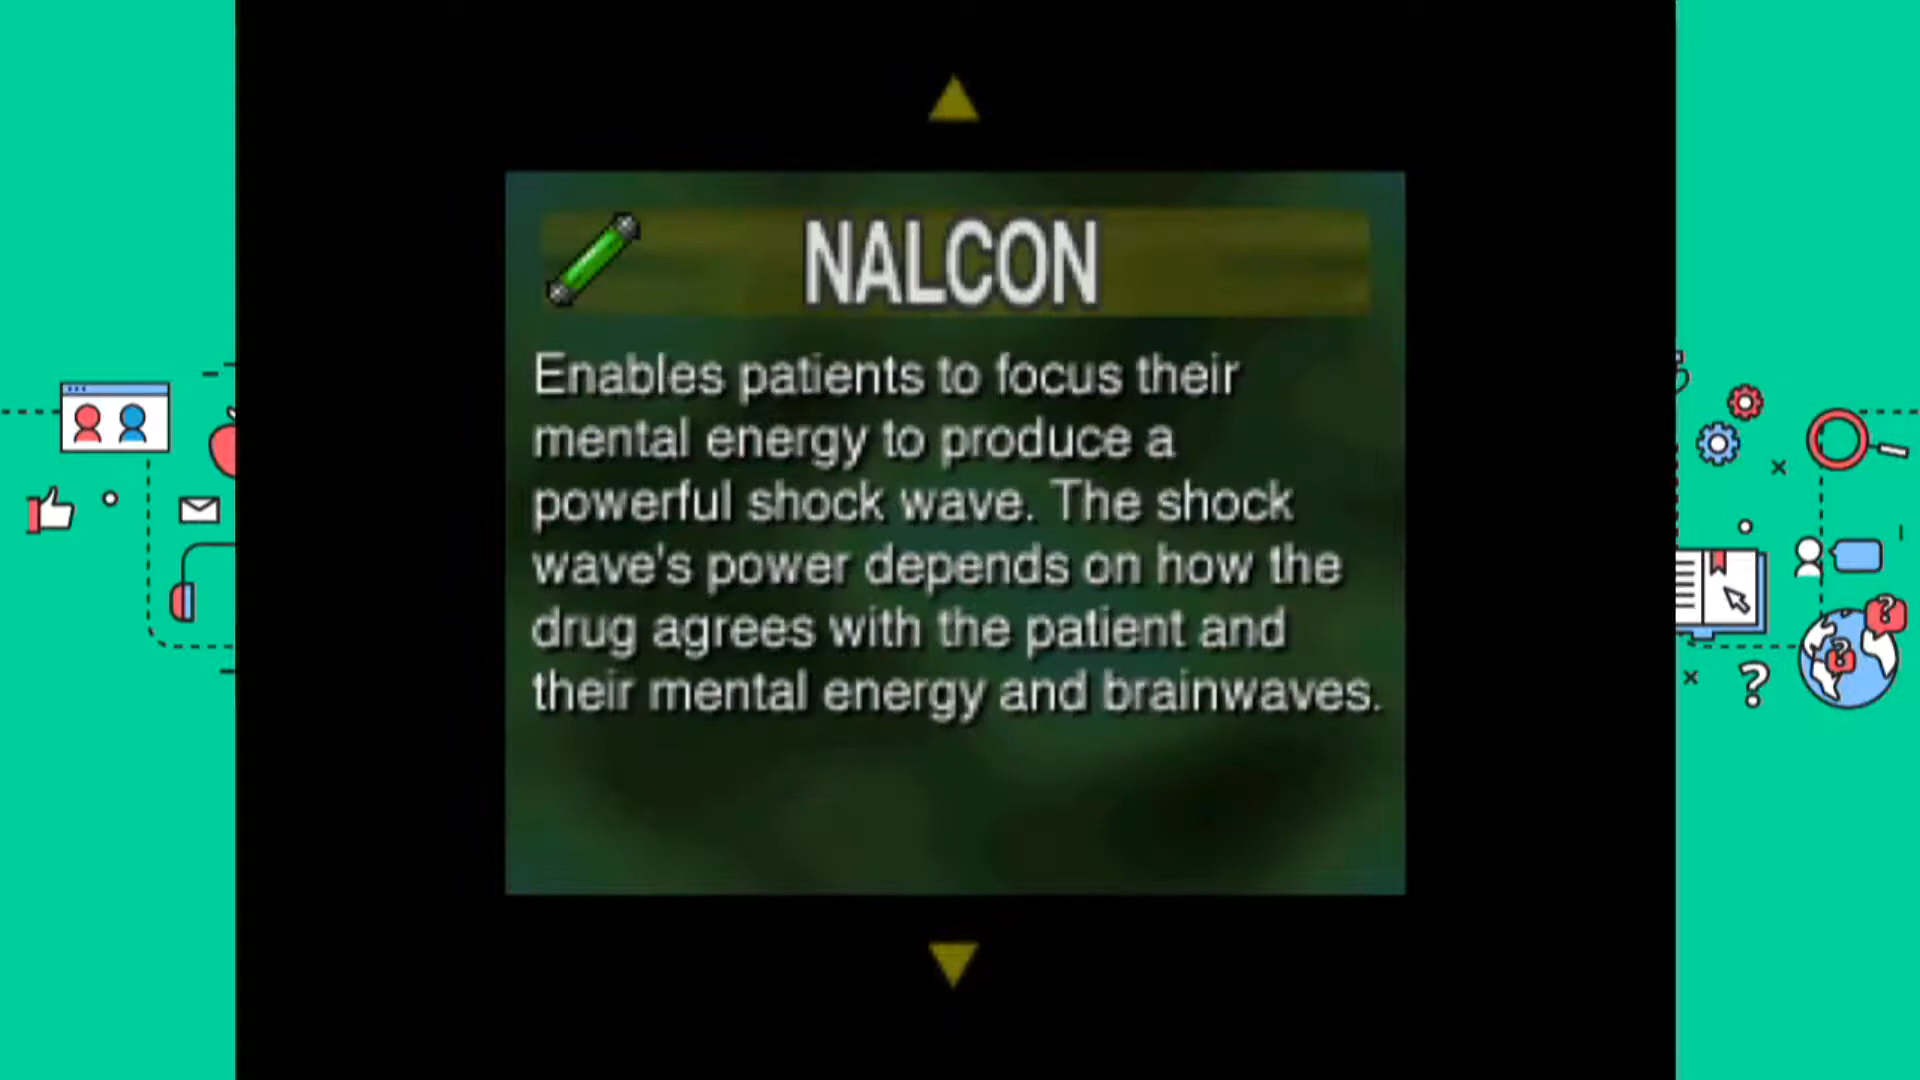 NALCON
Enables patients to focus their
mental energy to produce a
powerful shock wave. The shock
wave's power depends on how the
drug agrees with the patient and
their mental energy and brainwaves.
?
?
?